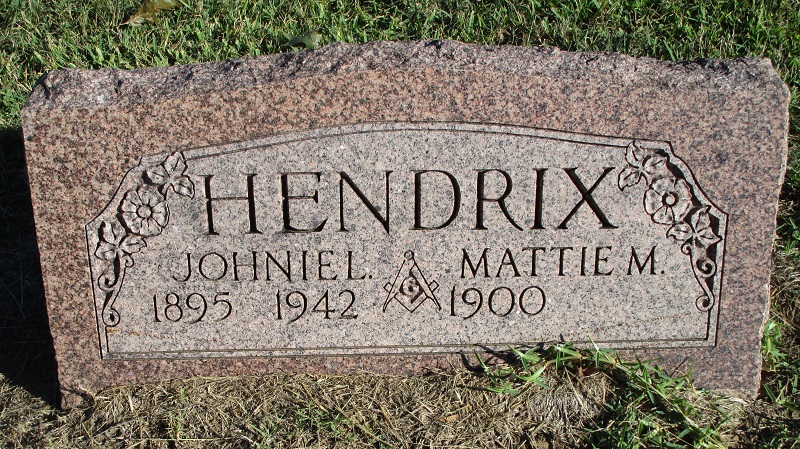 HENDRIX
JOHNIE L. MATTIE M.
1895 1942 G 1900